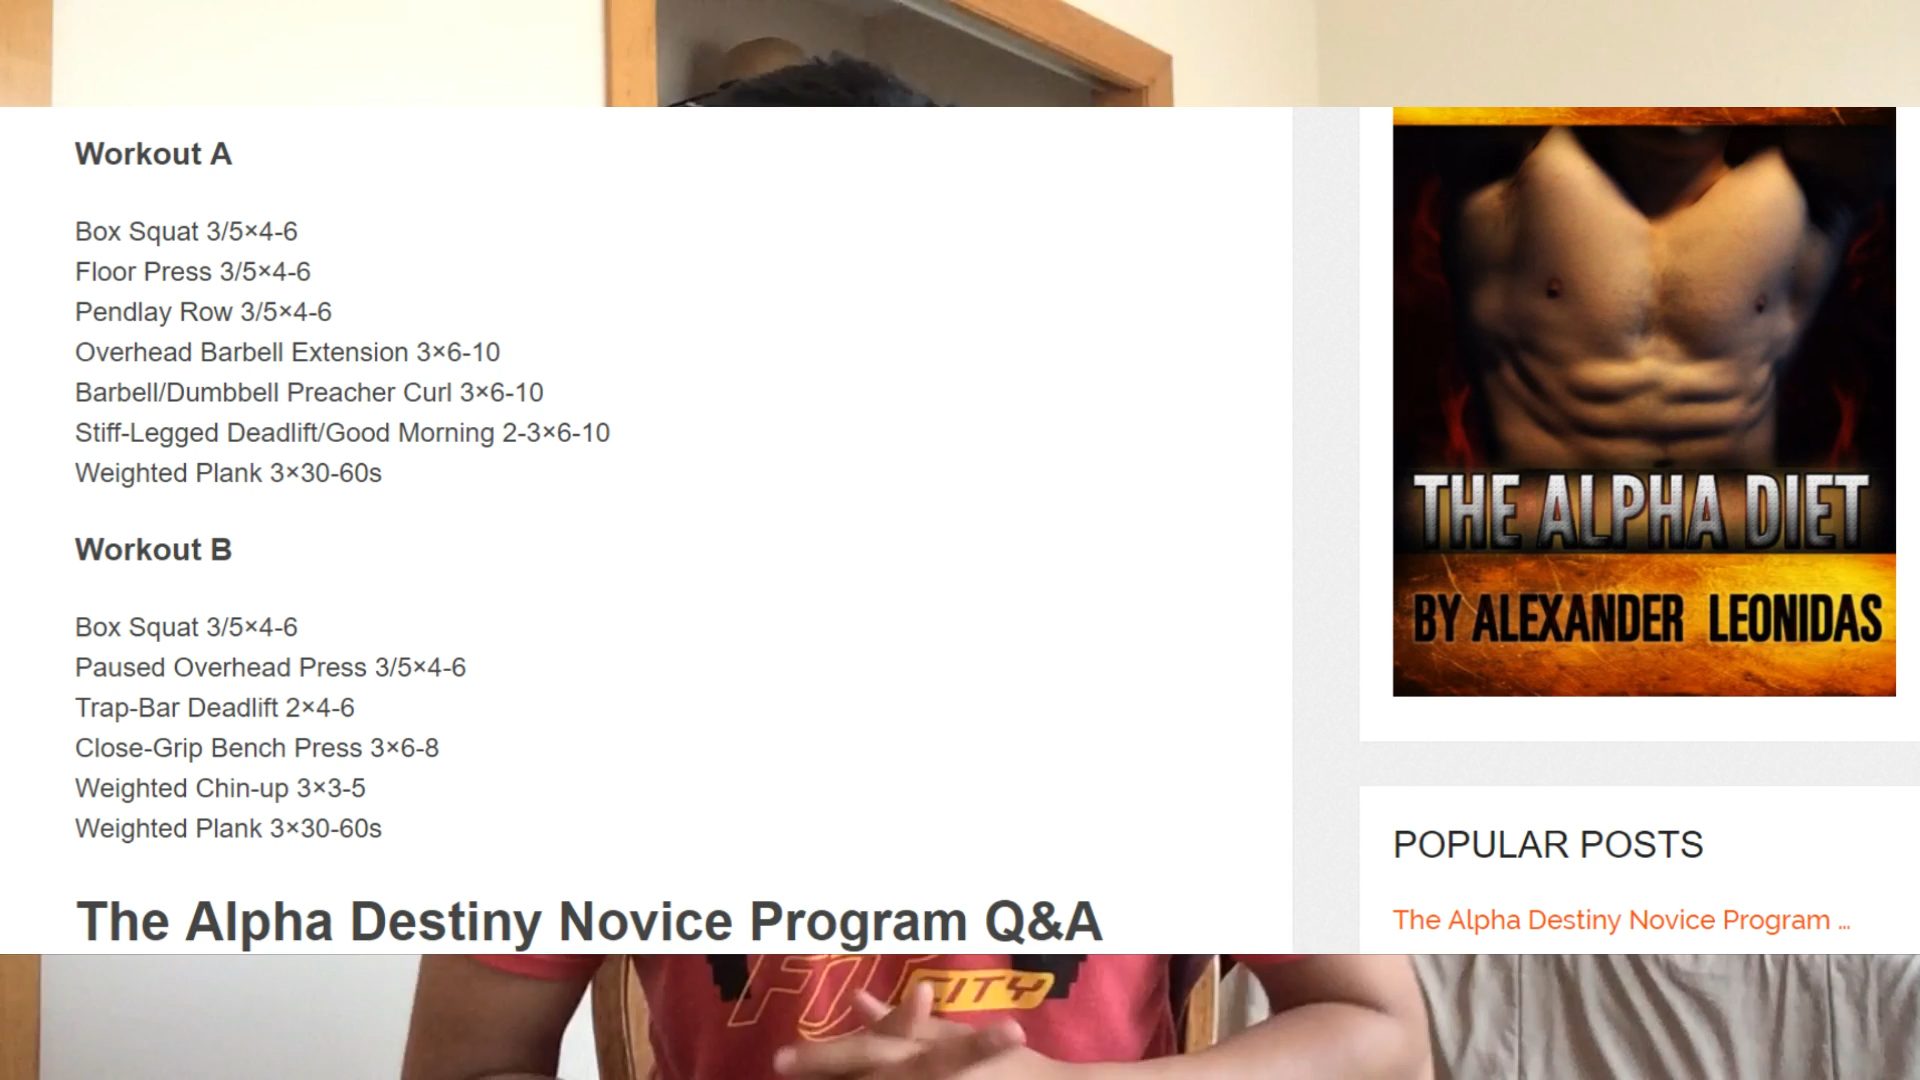 Workout A
Box Squat 3/5×4-6
Floor Press 3/5×4-6
Pendlay Row 3/5×4-6
Overhead Barbell Extension 3×6-10
Barbell/Dumbbell Preacher Curl 3×6-10
Stiff-Legged Deadlift/Good Morning 2-3×6-10
Weighted Plank 3×30-60s
Workout B
Box Squat 3/5×4-6
Paused Overhead Press 3/5×4-6
Trap-Bar Deadlift 2×4-6
Close-Grip Bench Press 3×6-8
Weighted Chin-up 3×3-5
Weighted Plank 3×30-60s
The Alpha Destiny Novice Program Q&A
THE ALPHA DIET
BY ALEXANDER LEONIDAS
POPULAR POSTS
The Alpha Destiny Novice Program ...
CITY